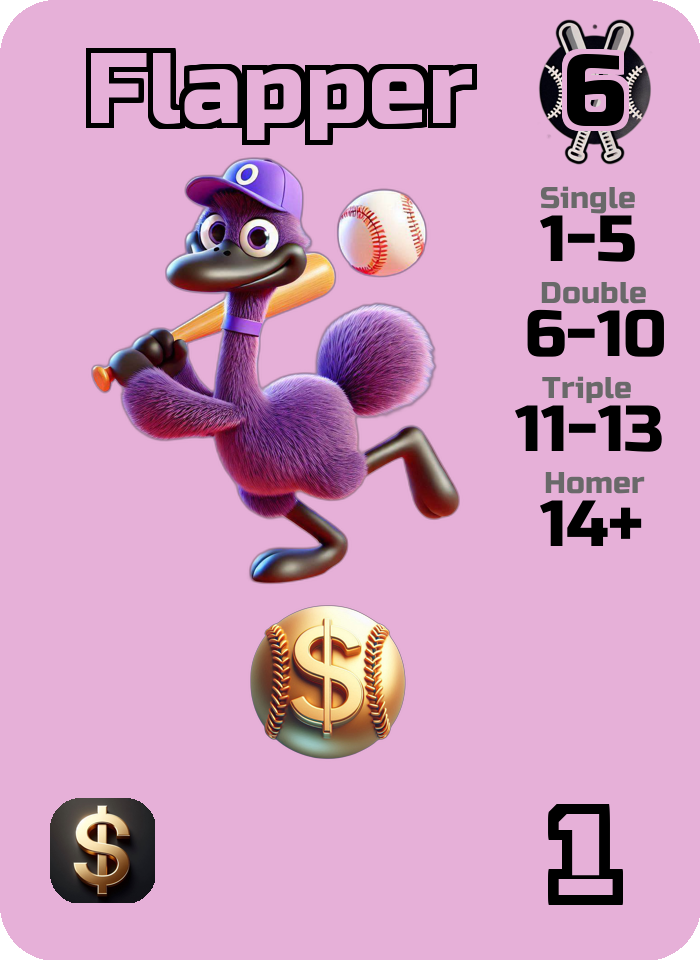 Flapper
6
Single
1-5
Double
6-10
Triple
11-13
Homer
14+
O
$
$
1